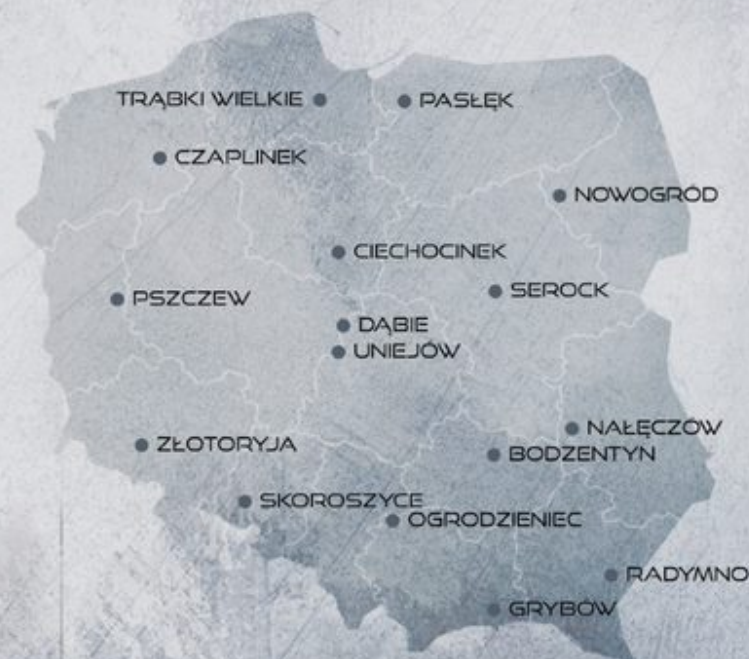 TRĄBKI WIELKIE
PASŁĘK
CZAPLINEK
NOWOGRÓD
CIECHOCINEK
SEROCK
PSZCZEW
DĄBIE
UNIEJÓW
NAŁĘCZÓW
ZŁOTORYJA
BODZENTYN
SKOROSZYCE
OGRODZIENIEC
RADYMNO
GRYBÓW